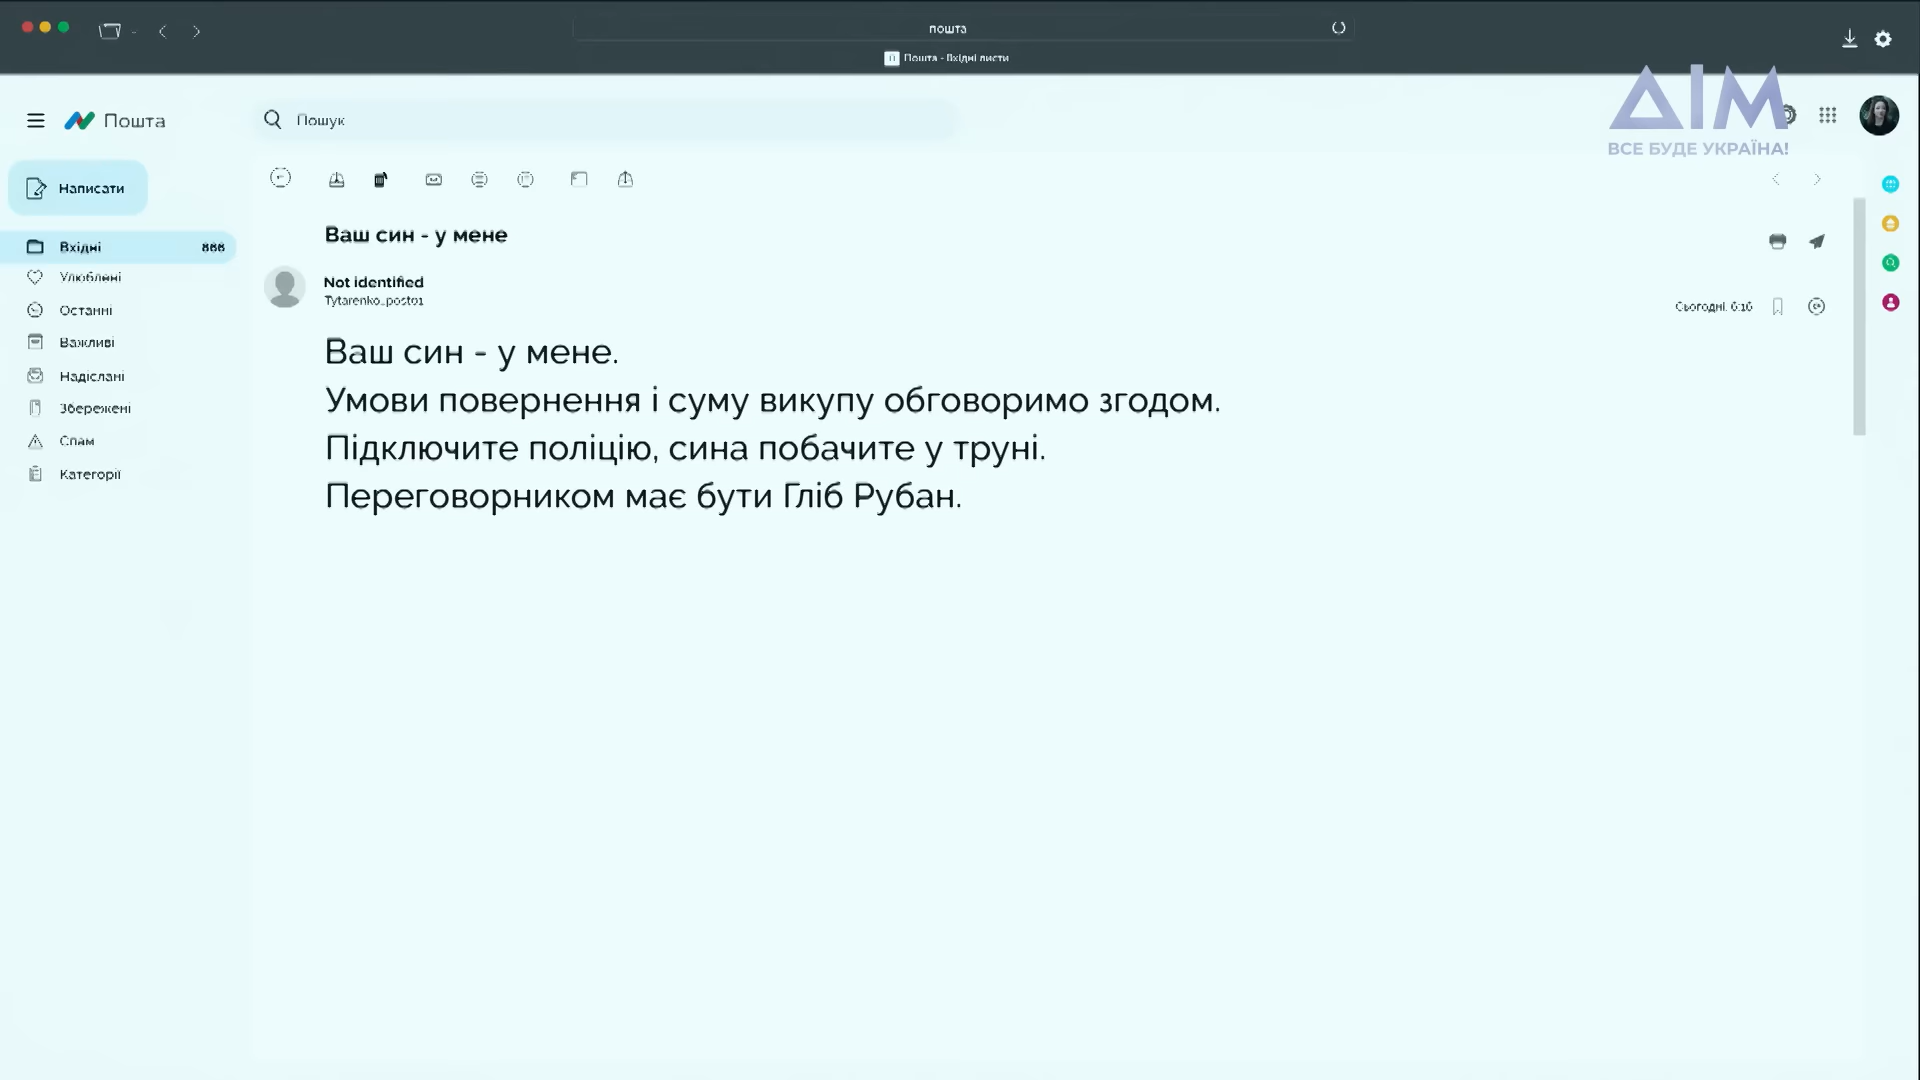 пошта
Пошта - Вхідні листи
ДІМ
ВСЕ БУДЕ УКРАЇНА!
Пошта
Пошук
Написати
Вхідні 866
Улюблені
Останні
Важливі
Надіслані
Збережені
Спам
Категорії
Ваш син - у мене
Not identified
Tytarenko_posto1
Сьогодні, 6:16
Ваш син - у мене.
Умови повернення і суму викупу обговоримо згодом.
Підключите поліцію, сина побачите у труні.
Переговорником має бути Гліб Рубан.